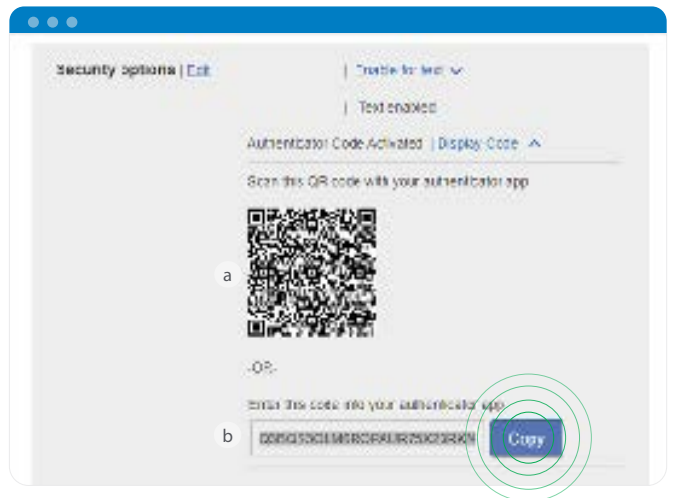 Security options | Edit
| Enable for text
| Text enabled
Authenticator Code Activated | Display Code
Scan this QR code with your authenticator app
a
-OR-
Enter this code into your authenticator app
b
Copy